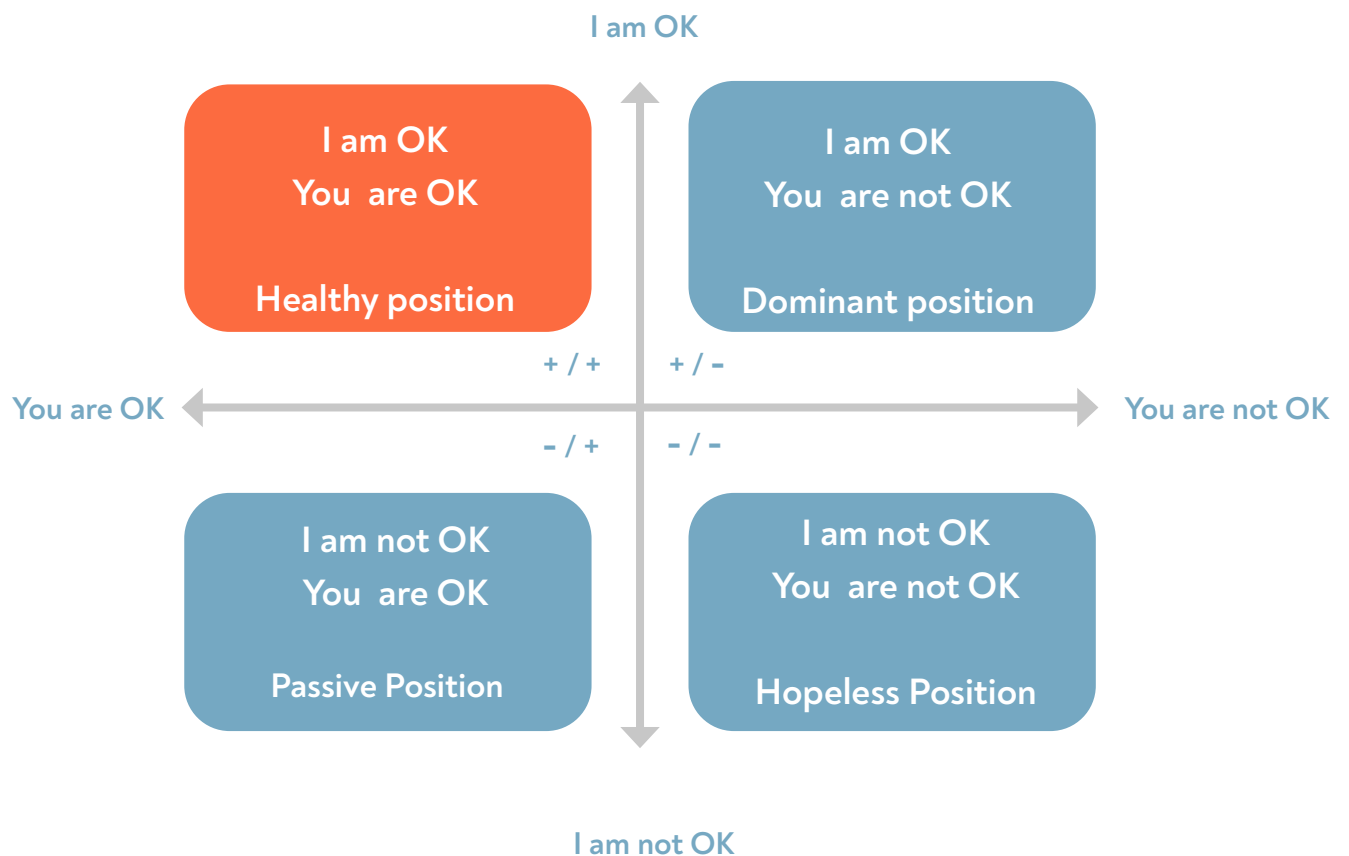 I am OK
I am OK
You are OK
Healthy position
I am OK
You are not OK
Dominant position
+ / +
+ / -
You are OK
You are not OK
- / +
- / -
I am not OK
You are OK
Passive Position
I am not OK
You are not OK
Hopeless Position
I am not OK